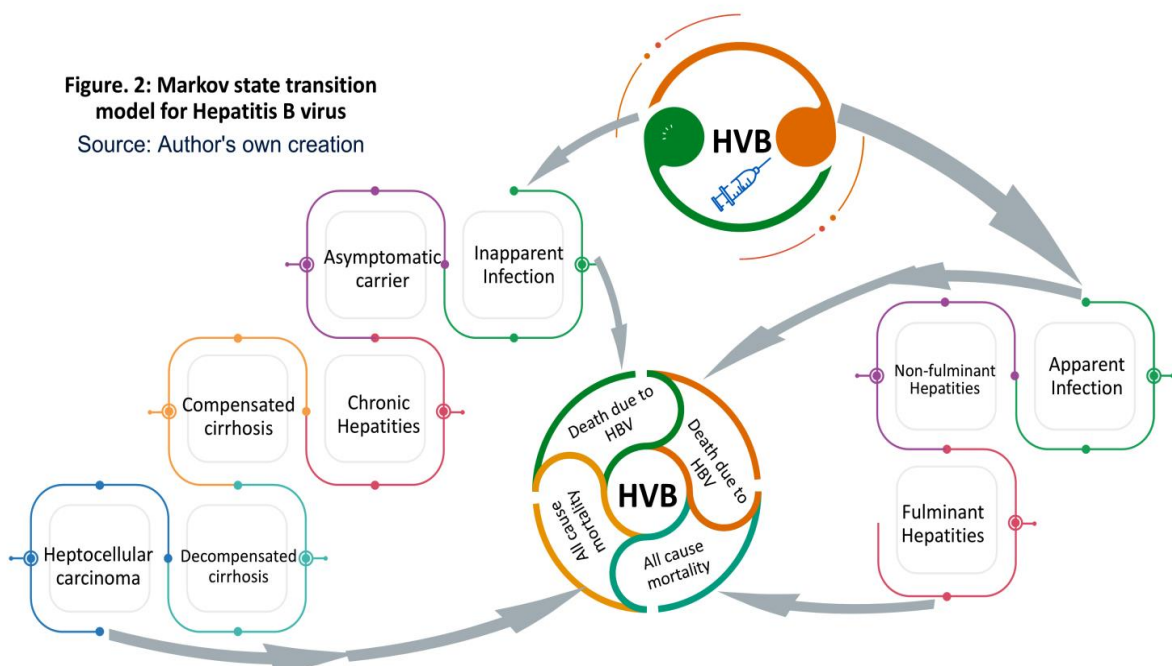 Figure. 2: Markov state transition
model for Hepatitis B virus
Source: Author's own creation
HVB
Asymptomatic
carrier
Inapparent
Infection
Compensated
cirrhosis
Chronic
Hepatities
Heptocellular
carcinoma
Decompensated
cirrhosis
Death due to
HBV
Death due to
HBV
HVB
All cause
mortality
All cause
mortality
Non-fulminant
Hepatities
Apparent
Infection
Fulminant
Hepatities